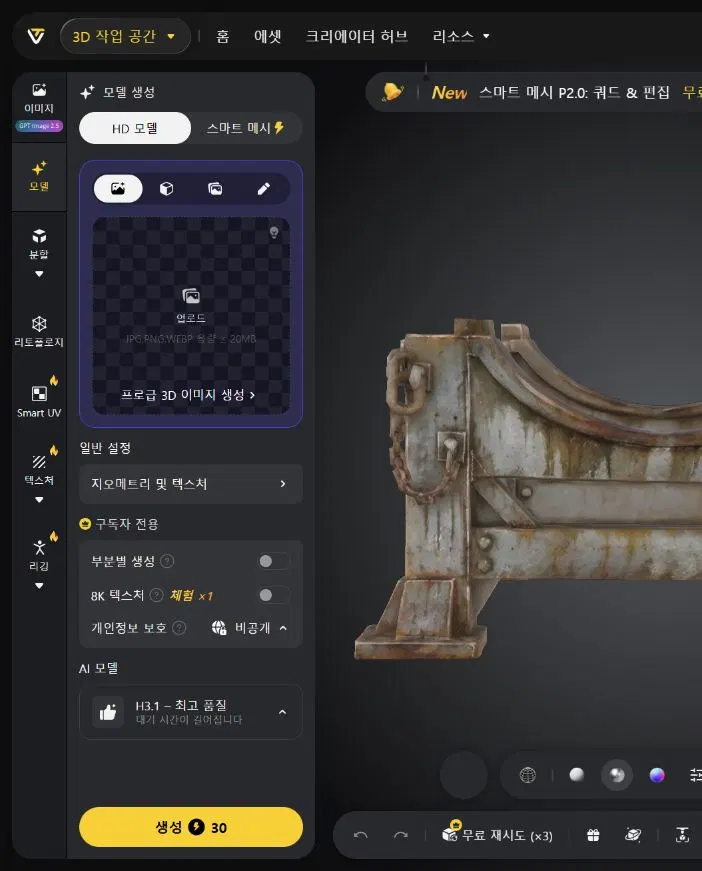 3D 작업 공간
홈
에셋
크리에이터 허브
리소스
이미지
GPT Image 2.5
모델
분할
리토폴로지
Smart UV
텍스처
리깅
모델 생성
HD 모델
스마트 메시
업로드
JPG,PNG,WEBP 용량 ≤ 20MB
프로급 3D 이미지 생성
일반 설정
지오메트리 및 텍스처
구독자 전용
부분별 생성
8K 텍스처 체험 ×1
개인정보 보호 비공개
AI 모델
H3.1 – 최고 품질
대기 시간이 길어집니다
생성 30
New 스마트 메시 P2.0: 쿼드 & 편집 무료
무료 재시도 (×3)